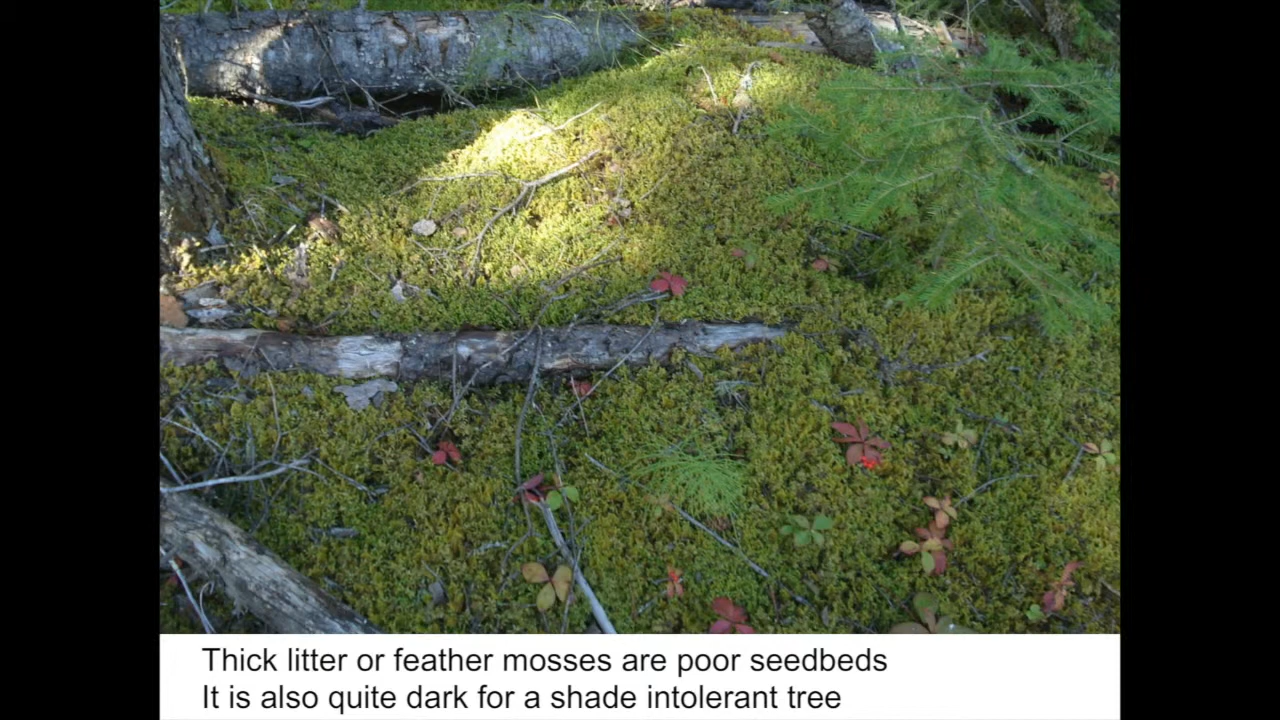 Thick litter or feather mosses are poor seedbeds
It is also quite dark for a shade intolerant tree